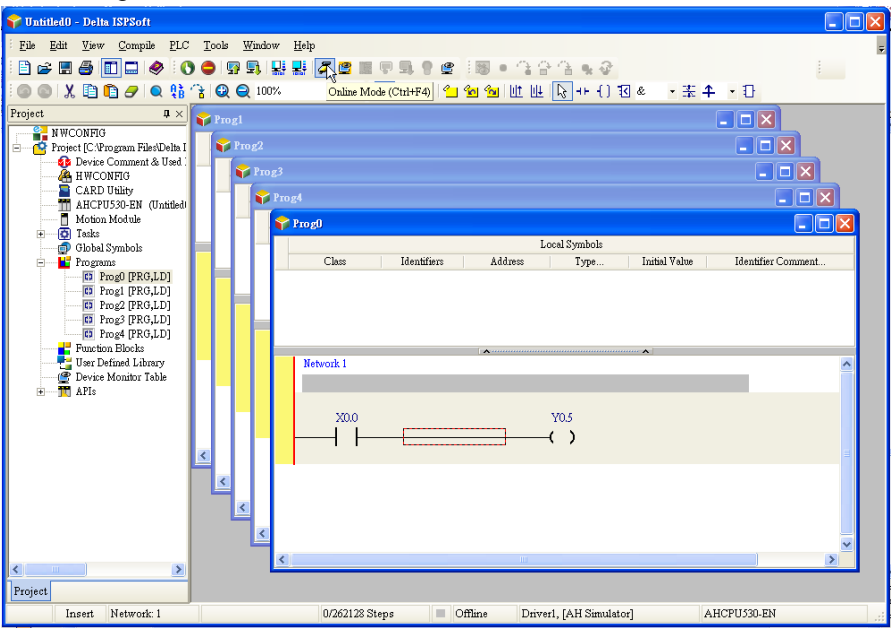 Untitled0 - Delta ISPSoft
File Edit View Compile PLC Tools Window Help
100%
Online Mode (Ctrl+F4)
&
Project
NWCONFIG
Project [C:\Program Files\Delta I
Device Comment & Used
HWCONFIG
CARD Utility
AHCPU530-EN (Untitled
Motion Module
Tasks
Global Symbols
Programs
Prog0 [PRG,LD]
Prog1 [PRG,LD]
Prog2 [PRG,LD]
Prog3 [PRG,LD]
Prog4 [PRG,LD]
Function Blocks
User Defined Library
Device Monitor Table
APIs
Project
Prog1
Prog2
Prog3
Prog4
Prog0
Local Symbols
Class Identifiers Address Type... Initial Value Identifier Comment...
Network 1
X0.0 Y0.5
Insert Network: 1 0/262128 Steps Offline Driver1, [AH Simulator] AHCPU530-EN